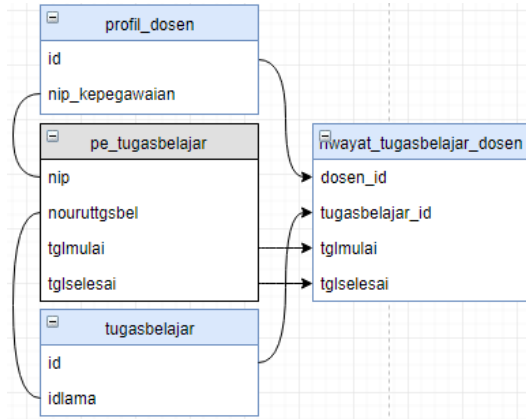 profil_dosen
id
nip_kepegawaian
pe_tugasbelajar
nip
nouruttgsbel
tglmulai
tglselesai
tugasbelajar
id
idlama
riwayat_tugasbelajar_dosen
dosen_id
tugasbelajar_id
tglmulai
tglselesai